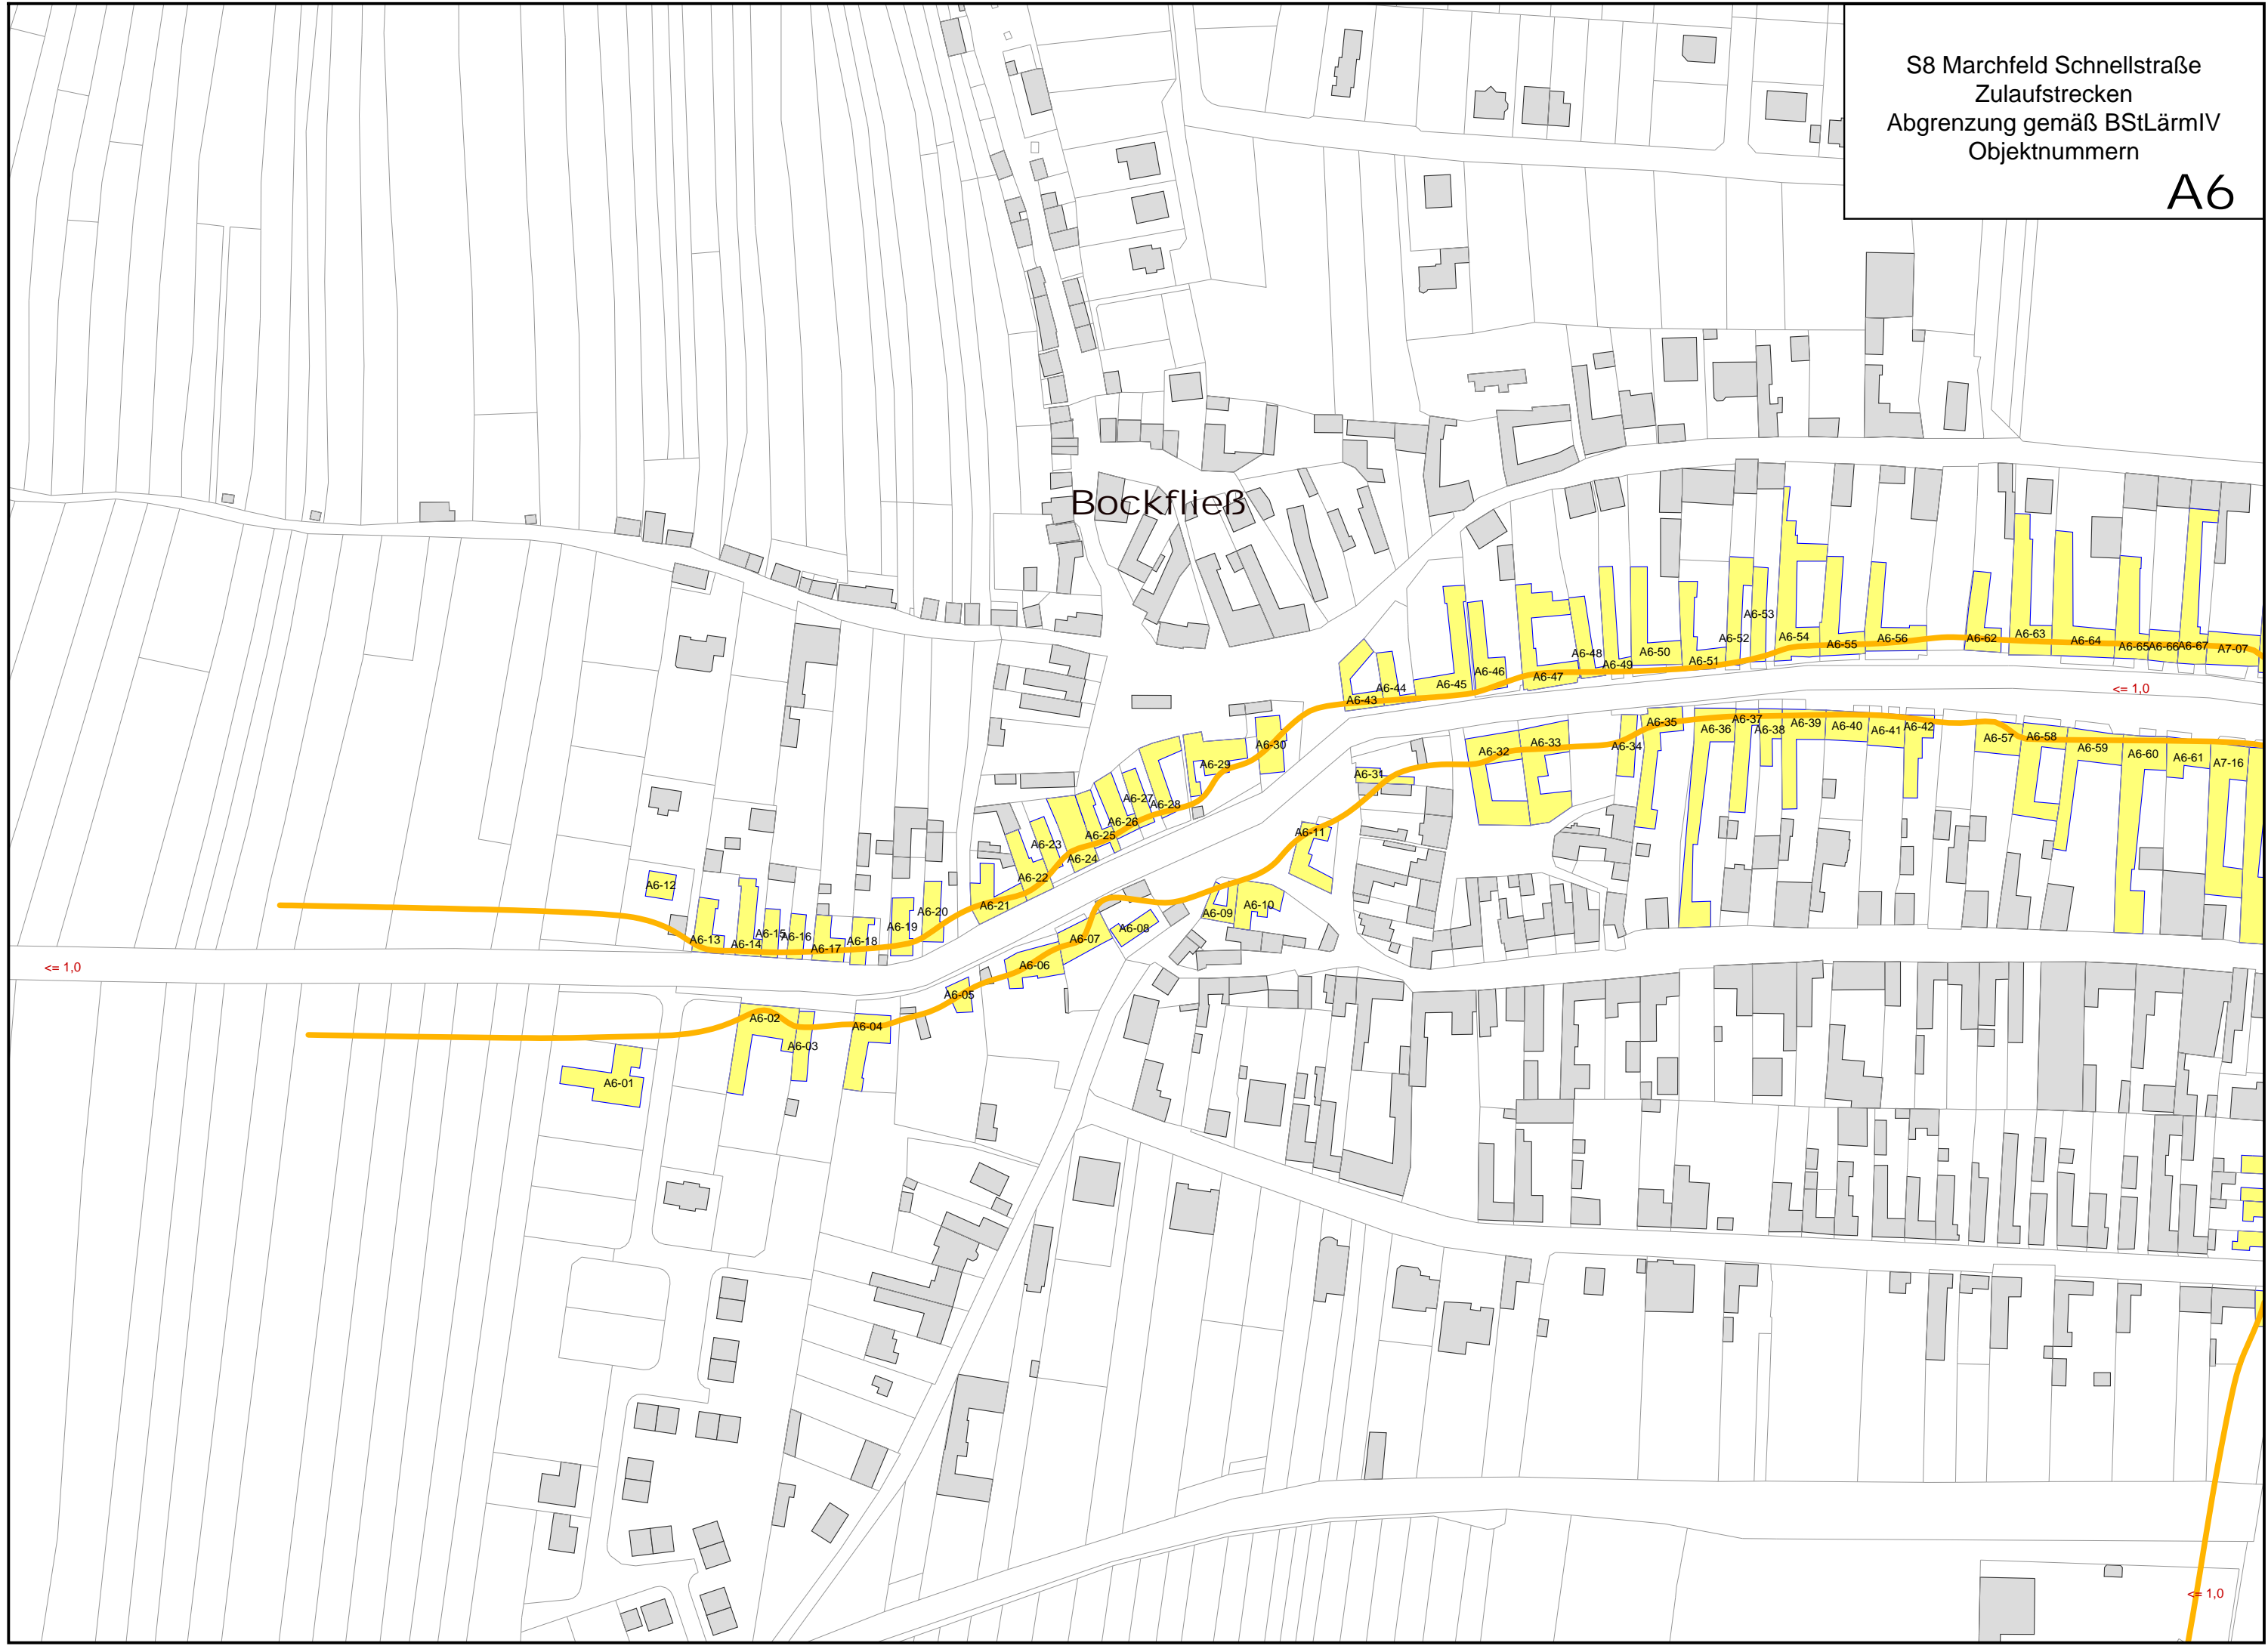 S8 Marchfeld Schnellstraße
Zulaufstrecken
Abgrenzung gemäß BStLärmIV
Objektnummern
A6
Bockfließ
A6-53
A6-52
A6-54
A6-55
A6-56
A6-62
A6-63
A6-64
A6-65
A6-66
A6-67
A7-07
A6-43
A6-44
A6-45
A6-46
A6-47
A6-48
A6-49
A6-50
A6-51
<= 1,0
A6-30
A6-29
A6-31
A6-32
A6-33
A6-34
A6-35
A6-36
A6-37
A6-38
A6-39
A6-40
A6-41
A6-42
A6-57
A6-58
A6-59
A6-60
A6-61
A7-16
A6-27
A6-28
A6-26
A6-25
A6-24
A6-23
A6-22
A6-11
A6-12
A6-21
A6-20
A6-19
A6-09
A6-10
A6-13
A6-14
A6-15
A6-16
A6-17
A6-18
A6-08
A6-07
A6-06
<= 1,0
A6-05
A6-02
A6-03
A6-04
A6-01
<= 1,0